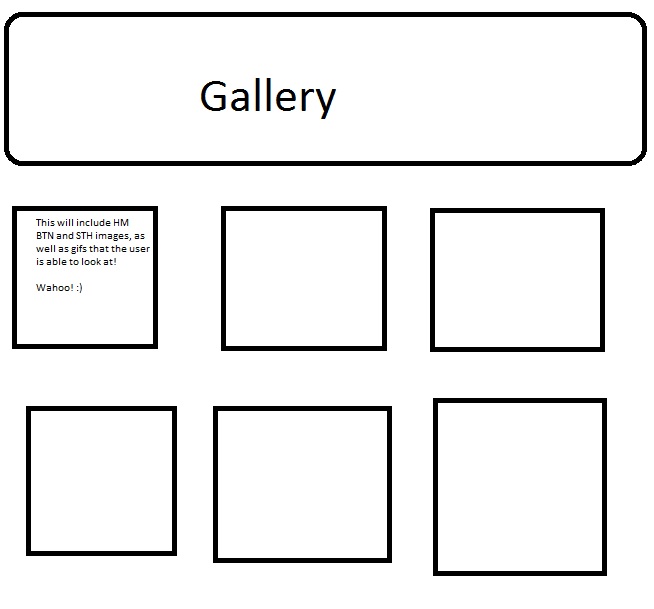 Gallery
This will include HM
BTN and STH images, as
well as gifs that the user
is able to look at!
Wahoo! :)